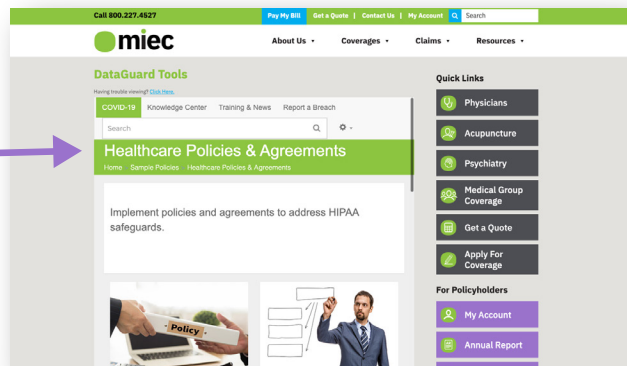 Call 800.227.4527
Pay My Bill
Get a Quote | Contact Us | My Account
Search
miec
About Us
Coverages
Claims
Resources
DataGuard Tools
Having trouble viewing? Click Here.
COVID-19
Knowledge Center
Training & News
Report a Breach
Search
Healthcare Policies & Agreements
Home Sample Policies Healthcare Policies & Agreements
Implement policies and agreements to address HIPAA
safeguards.
Policy
Quick Links
Physicians
Acupuncture
Psychiatry
Medical Group
Coverage
Get a Quote
Apply For
Coverage
For Policyholders
My Account
Annual Report